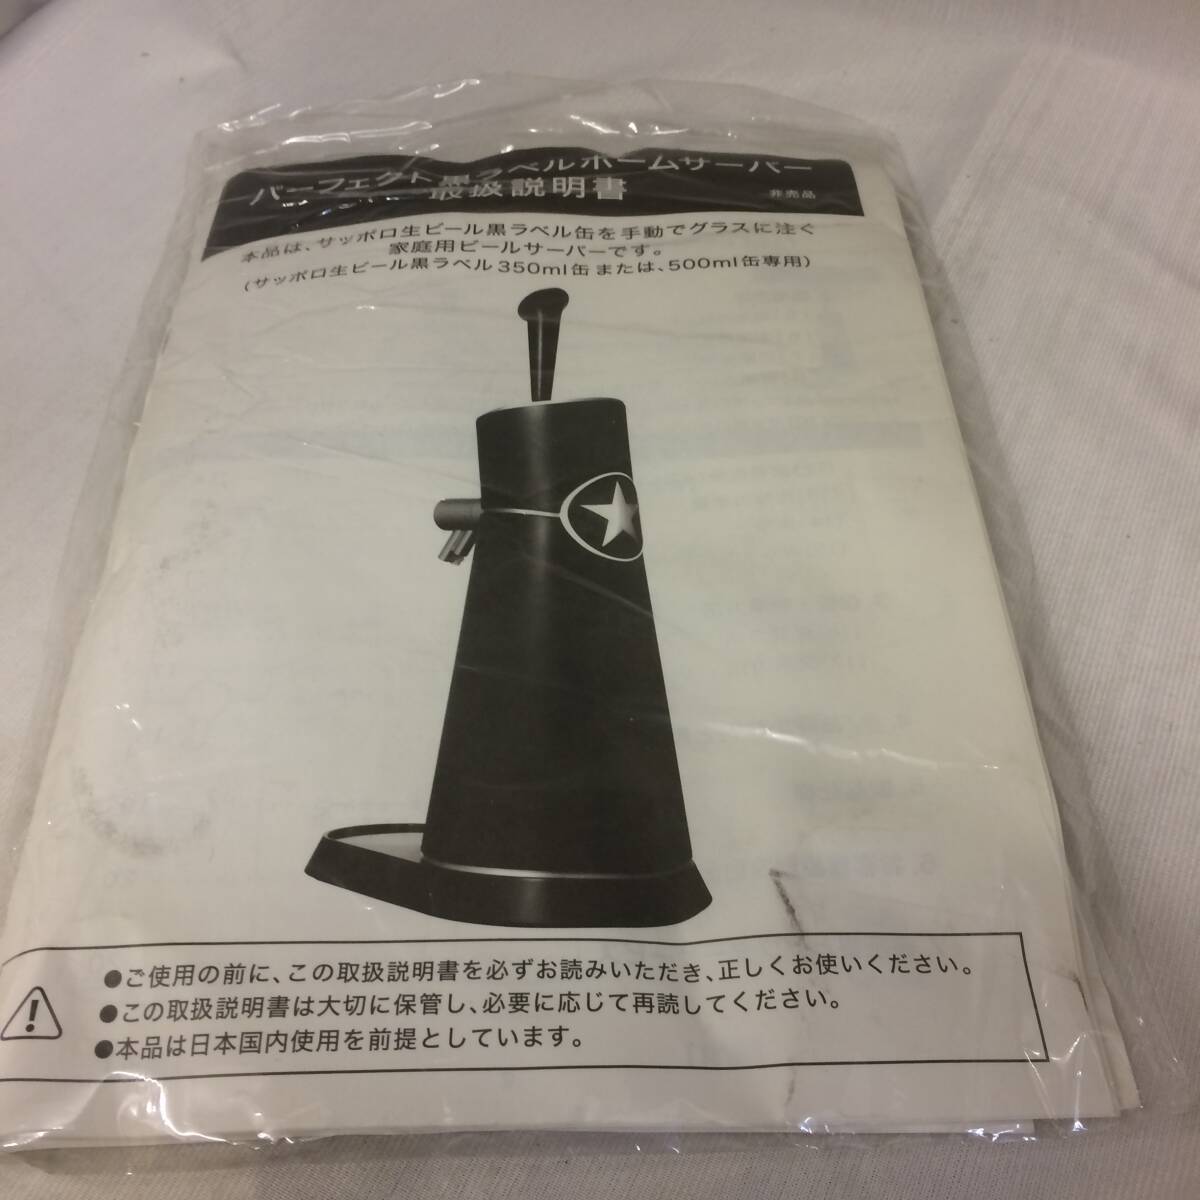 パーフェクト黒ラベルホームサーバー
取扱説明書
非売品
本品は、サッポロ生ビール黒ラベル缶を手動でグラスに注ぐ
家庭用ビールサーバーです。
(サッポロ生ビール黒ラベル350ml缶または、500ml缶専用)
●ご使用の前に、この取扱説明書を必ずお読みいただき、正しくお使いください。
●この取扱説明書は大切に保管し、必要に応じて再読してください。
●本品は日本国内使用を前提としています。